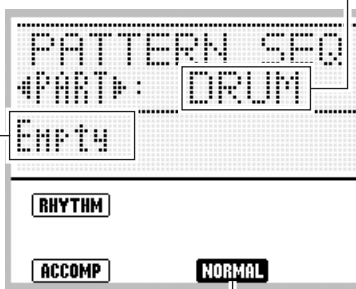 PATTERN SEQ
◄PART►: DRUM
Empty
RHYTHM
ACCOMP NORMAL